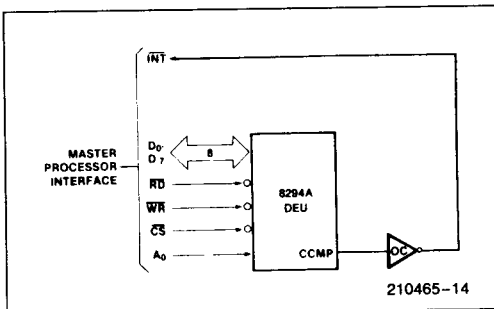 INT
MASTER
PROCESSOR
INTERFACE
D0-
D7
8
RD
WR
CS
A0
8294A
DEU
CCMP
OC
210465-14